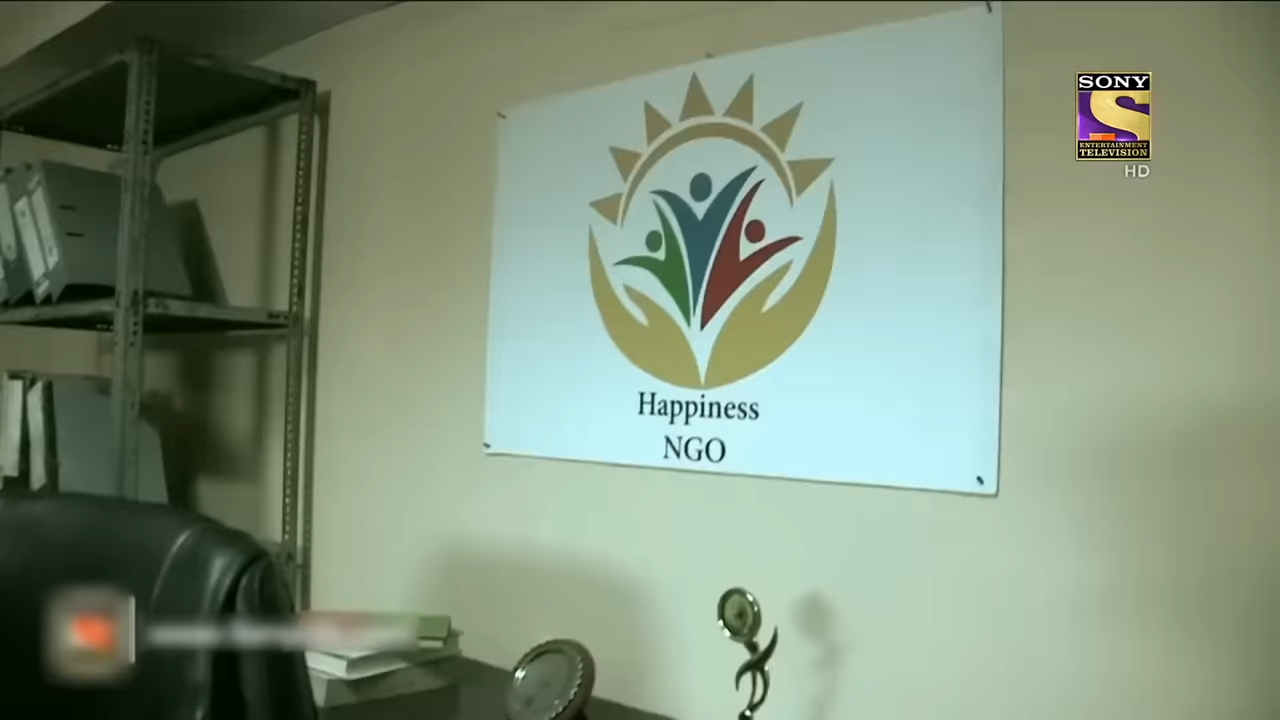 SONY
ENTERTAINMENT
TELEVISION
HD
Happiness
NGO